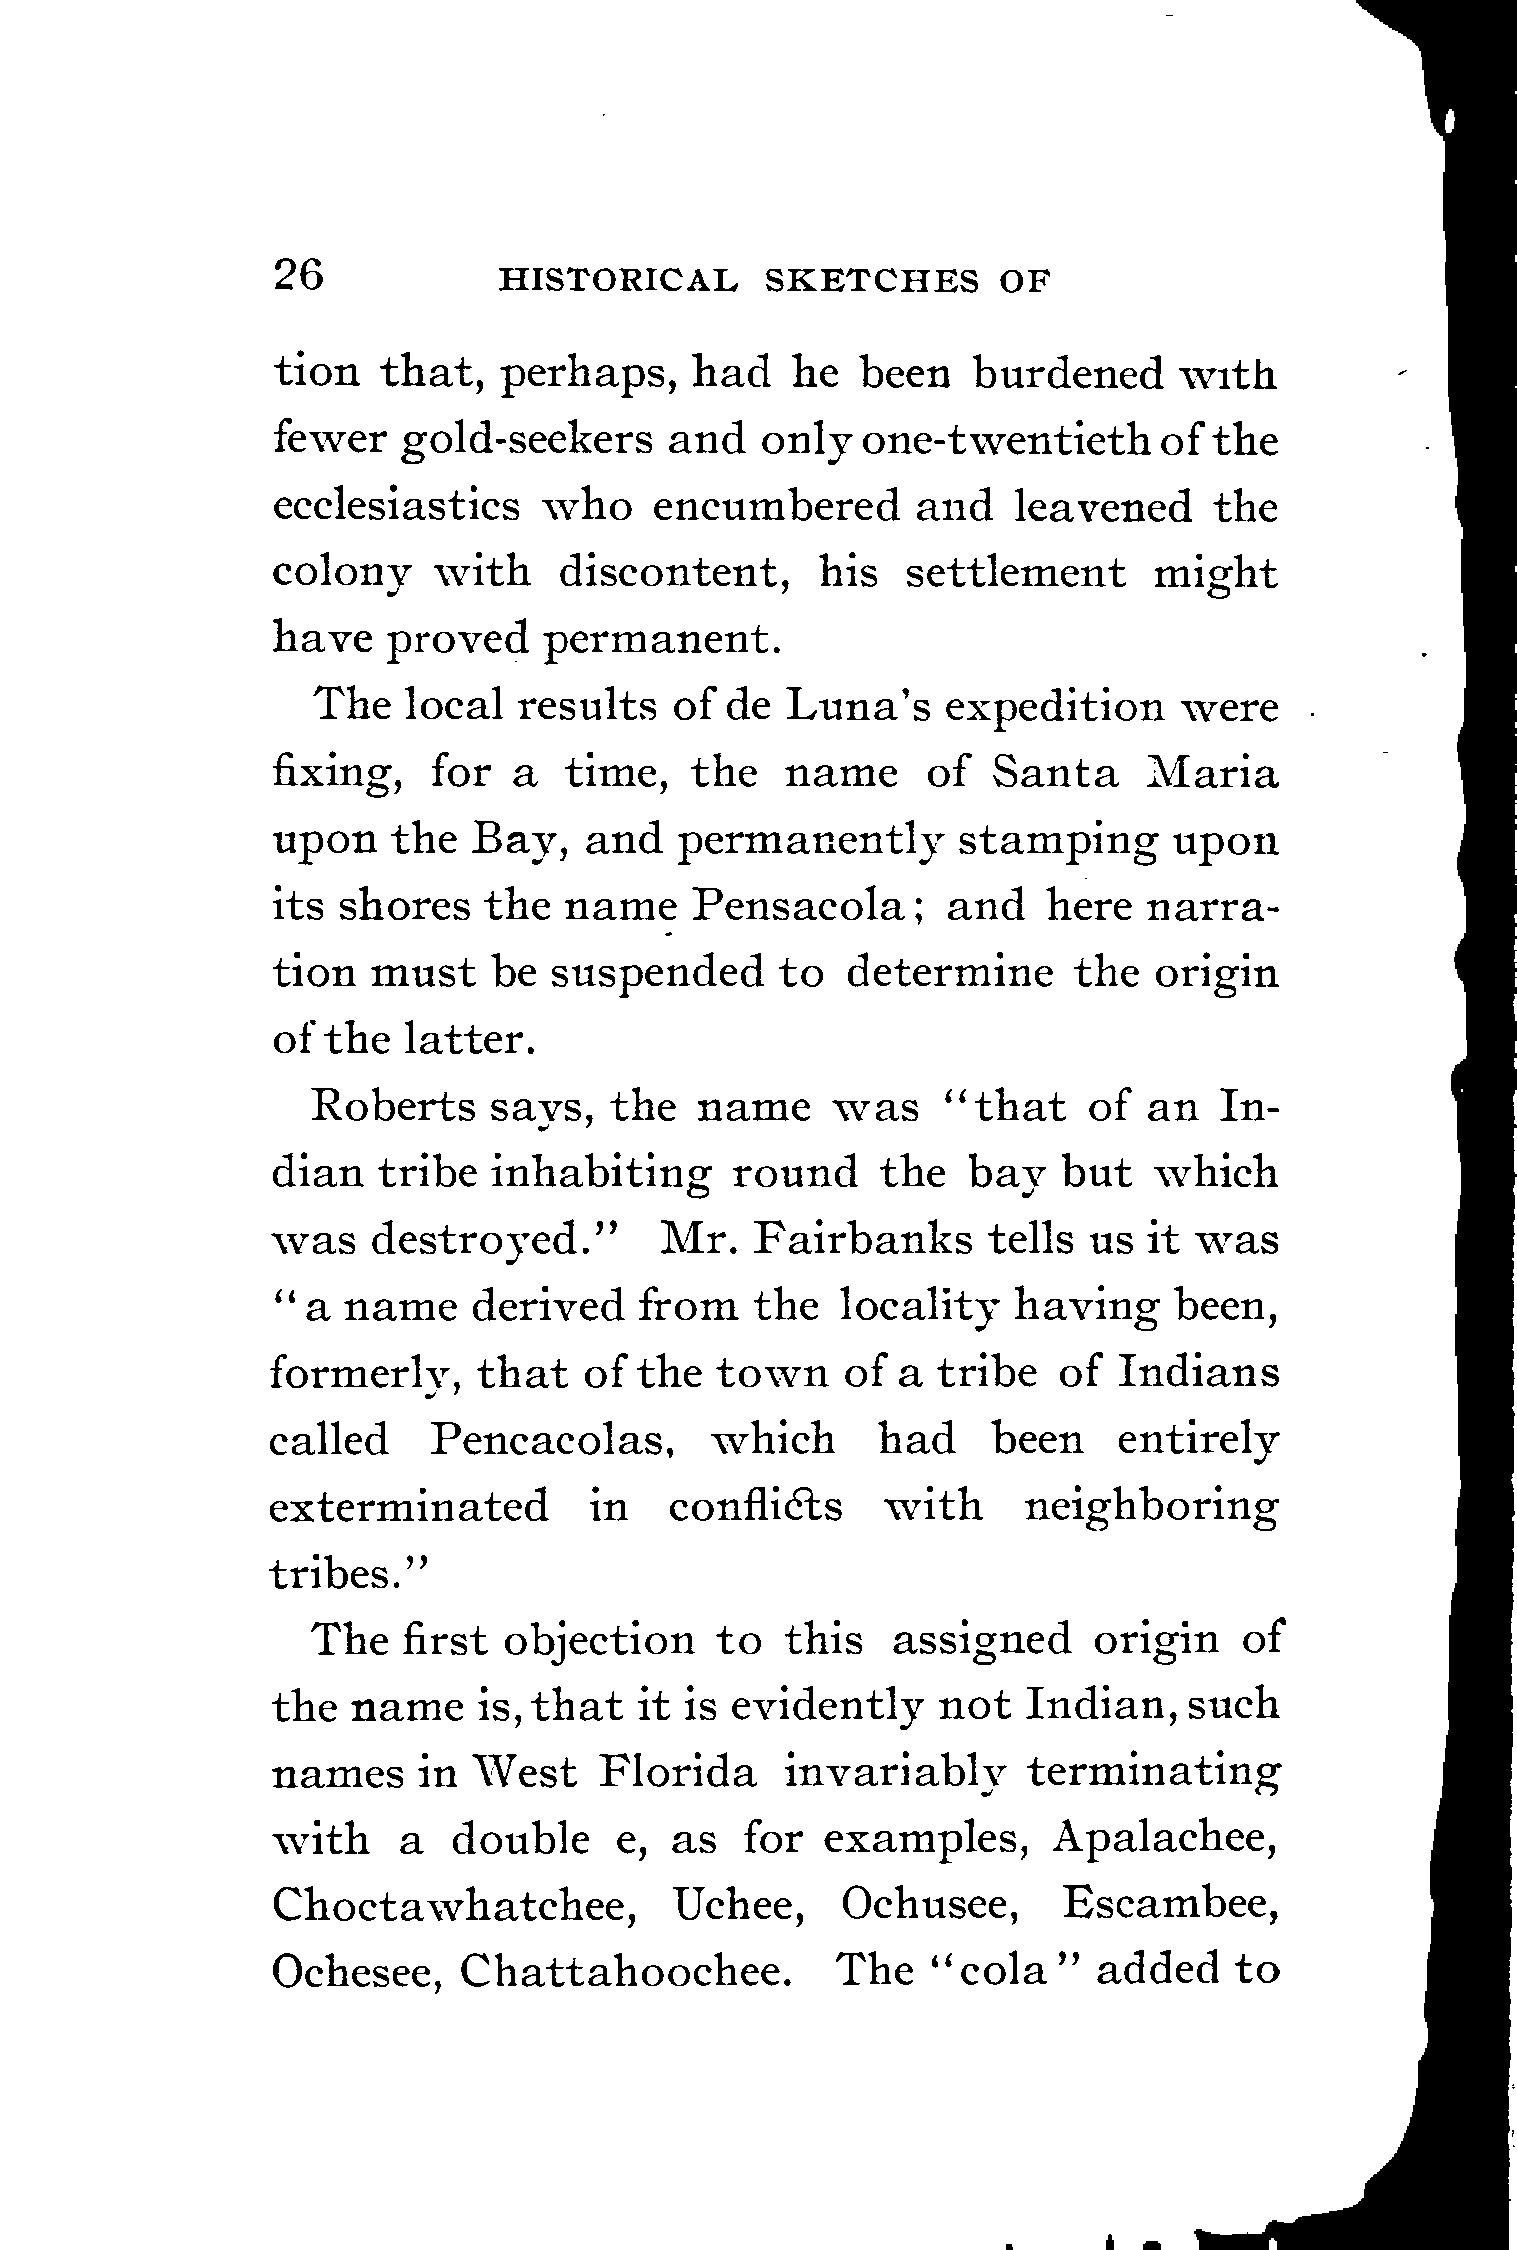 26 HISTORICAL SKETCHES OF
tion that, perhaps, had he been burdened with
fewer gold-seekers and only one-twentieth of the
ecclesiastics who encumbered and leavened the
colony with discontent, his settlement might
have proved permanent.
The local results of de Luna's expedition were
fixing, for a time, the name of Santa Maria
upon the Bay, and permanently stamping upon
its shores the name Pensacola; and here narra-
tion must be suspended to determine the origin
of the latter.
Roberts says, the name was "that of an In-
dian tribe inhabiting round the bay but which
was destroyed." Mr. Fairbanks tells us it was
"a name derived from the locality having been,
formerly, that of the town of a tribe of Indians
called Pencacolas, which had been entirely
exterminated in conflicts with neighboring
tribes."
The first objection to this assigned origin of
the name is, that it is evidently not Indian, such
names in West Florida invariably terminating
with a double e, as for examples, Apalachee,
Choctawhatchee, Uchee, Ochusee, Escambee,
Ochesee, Chattahoochee. The "cola" added to